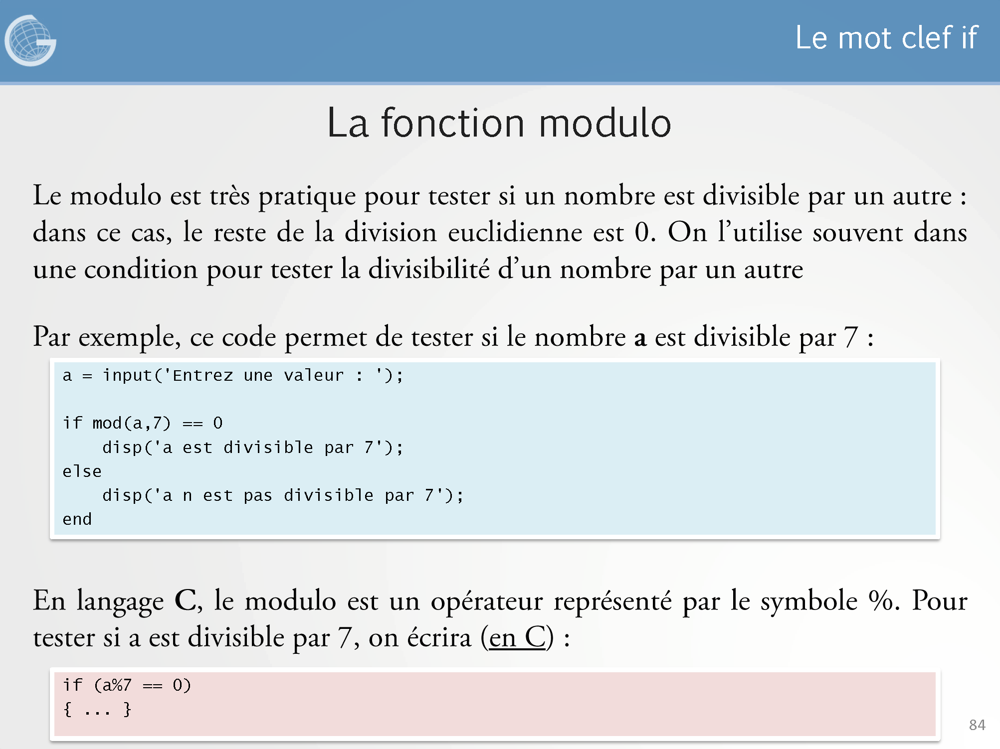 Le mot clef if
La fonction modulo
Le modulo est très pratique pour tester si un nombre est divisible par un autre :
dans ce cas, le reste de la division euclidienne est 0. On l’utilise souvent dans
une condition pour tester la divisibilité d’un nombre par un autre
Par exemple, ce code permet de tester si le nombre a est divisible par 7 :
a = input('Entrez une valeur : ');
if mod(a,7) == 0
    disp('a est divisible par 7');
else
    disp('a n est pas divisible par 7');
end
En langage C, le modulo est un opérateur représenté par le symbole %. Pour
tester si a est divisible par 7, on écrira (en C) :
if (a%7 == 0)
{ ... }
84